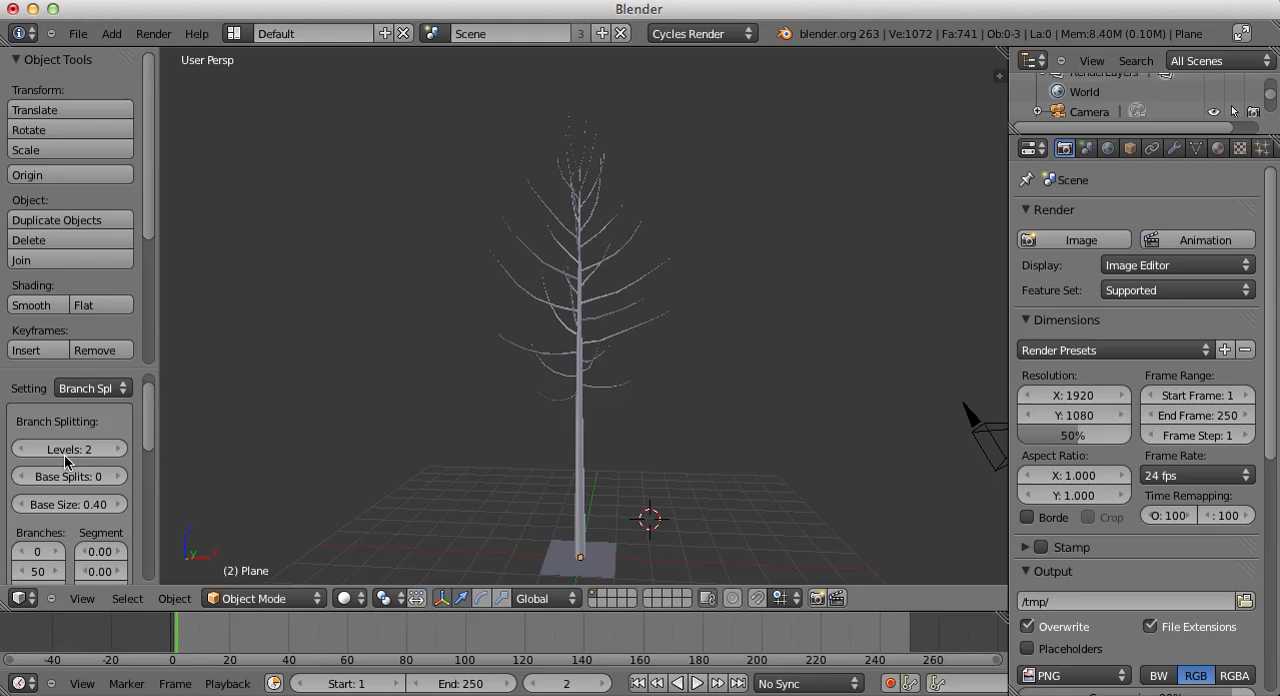 Blender
File Add Render Help Default Scene 3 Cycles Render blender.org 263 | Ve:1072 | Fa:741 | Ob:0-3 | La:0 | Mem:8.40M (0.10M) | Plane
Object Tools
Transform:
Translate
Rotate
Scale
Origin
Object:
Duplicate Objects
Delete
Join
Shading:
Smooth Flat
Keyframes:
Insert Remove
Setting Branch Spl
Branch Splitting:
Levels: 2
Base Splits: 0
Base Size: 0.40
Branches: Segment
0 0.00
50 0.00
User Persp
z
y x
(2) Plane
View Select Object Object Mode Global
-40 -20 0 20 40 60 80 100 120 140 160 180 200 220 240 260
View Marker Frame Playback Start: 1 End: 250 2 No Sync
View Search All Scenes
RenderLayers
World
Camera
Scene
Render
Image Animation
Display: Image Editor
Feature Set: Supported
Dimensions
Render Presets
Resolution: Frame Range:
X: 1920 Start Frame: 1
Y: 1080 End Frame: 250
50% Frame Step: 1
Aspect Ratio: Frame Rate:
X: 1.000 24 fps
Y: 1.000 Time Remapping:
Borde Crop O: 100 : 100
Stamp
Output
/tmp/
Overwrite File Extensions
Placeholders
PNG BW RGB RGBA